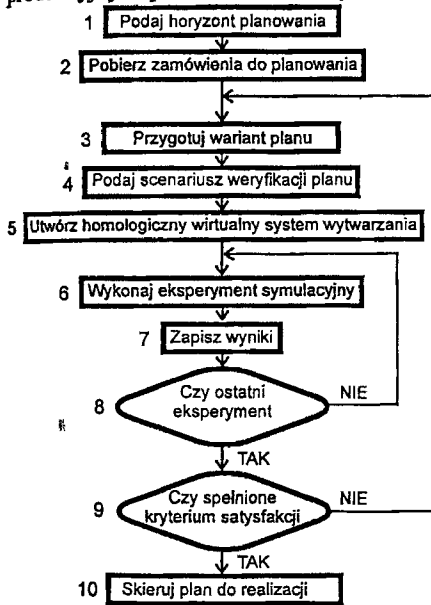 1 Podaj horyzont planowania
2 Pobierz zamówienia do planowania
3 Przygotuj wariant planu
4 Podaj scenariusz weryfikacji planu
5 Utwórz homologiczny wirtualny system wytwarzania
6 Wykonaj eksperyment symulacyjny
7 Zapisz wyniki
Czy ostatni
8 eksperyment NIE
TAK
Czy spełnione NIE
9 kryterium satysfakcji
TAK
10 Skieruj plan do realizacji